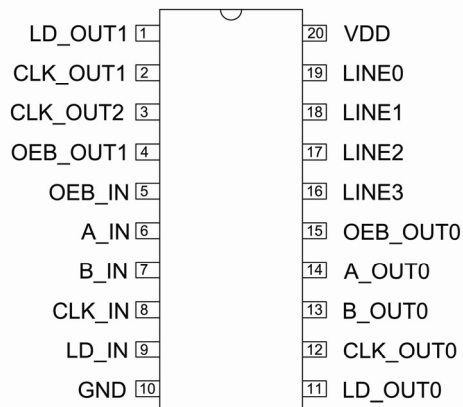 LD_OUT1 1 20 VDD
CLK_OUT1 2 19 LINE0
CLK_OUT2 3 18 LINE1
OEB_OUT1 4 17 LINE2
OEB_IN 5 16 LINE3
A_IN 6 15 OEB_OUT0
B_IN 7 14 A_OUT0
CLK_IN 8 13 B_OUT0
LD_IN 9 12 CLK_OUT0
GND 10 11 LD_OUT0